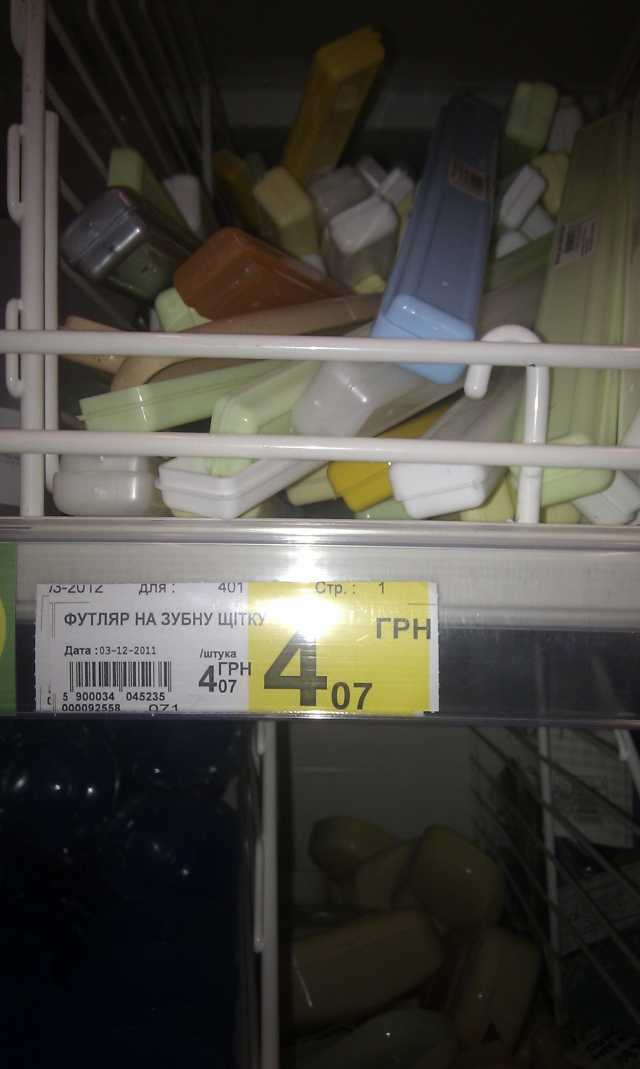 3-2012 для : 401 Стр. : 1
ФУТЛЯР НА ЗУБНУ ЩІТКУ
Дата :03-12-2011
/штука
4 ГРН 07
5 900034 045235
000092558
4 07 ГРН